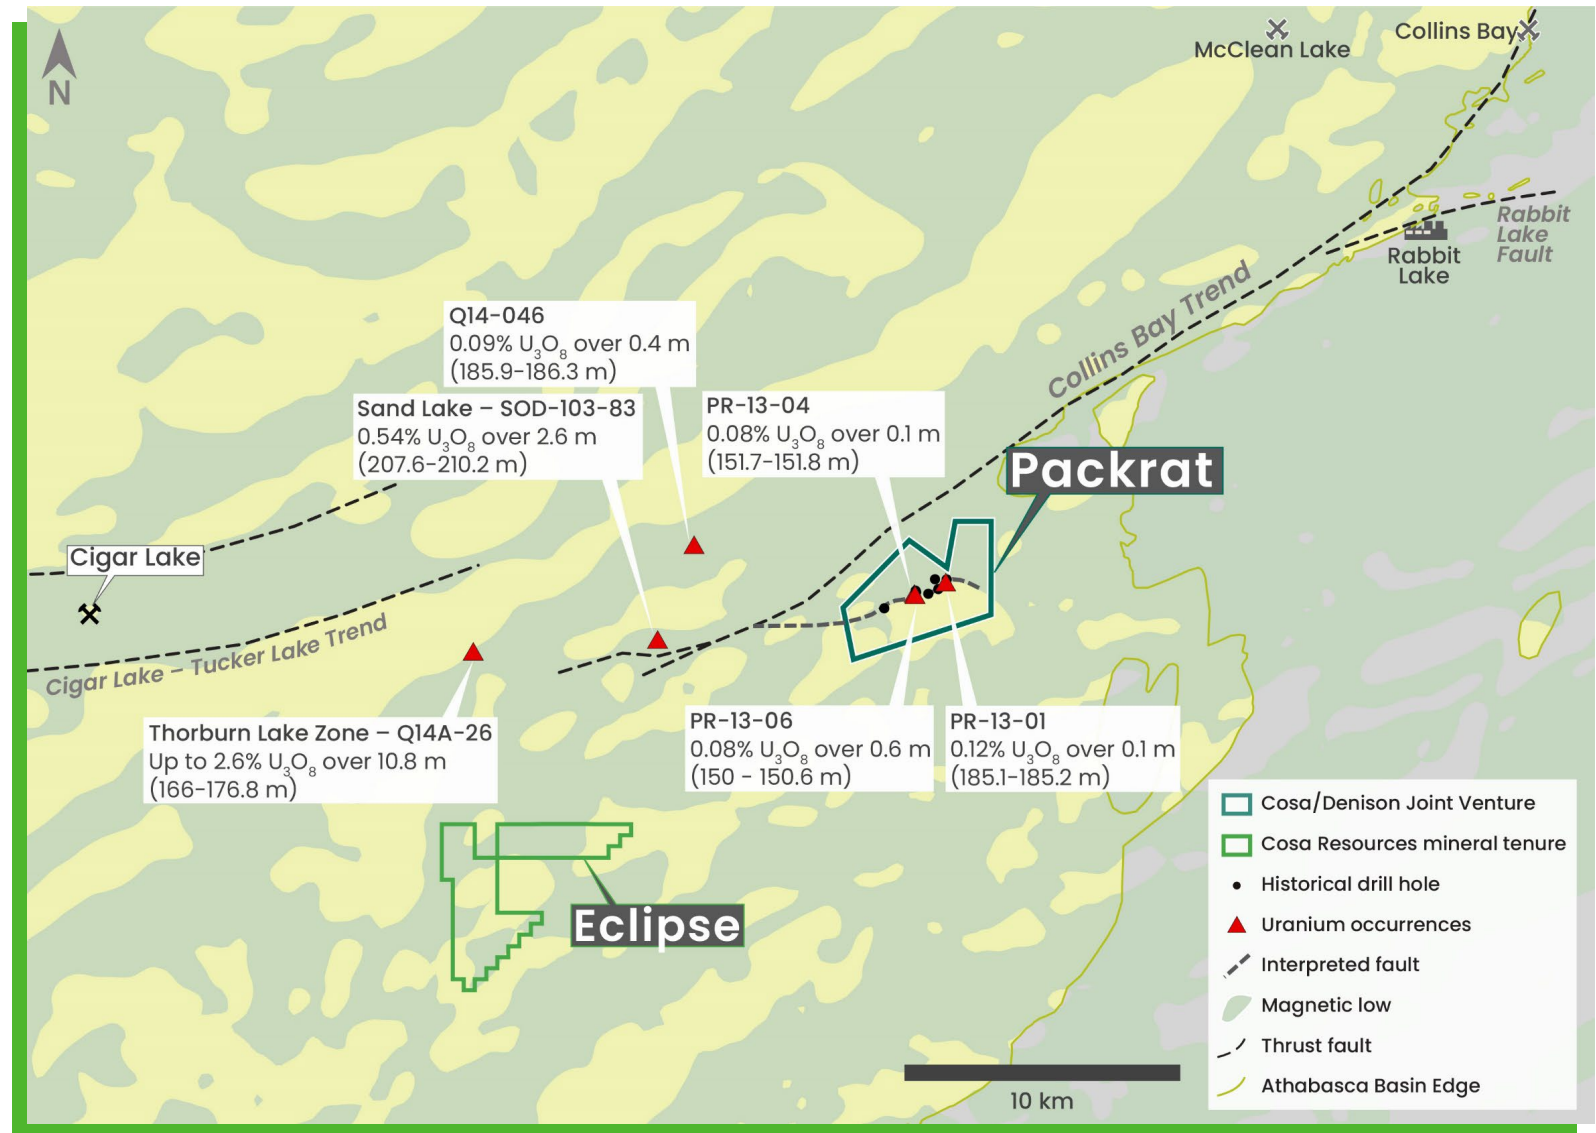 N
McClean Lake
Collins Bay
Rabbit
Lake
Fault
Rabbit
Lake
Collins Bay Trend
Q14-046
0.09% U₃O₈ over 0.4 m
(185.9-186.3 m)
Sand Lake – SOD-103-83
0.54% U₃O₈ over 2.6 m
(207.6-210.2 m)
PR-13-04
0.08% U₃O₈ over 0.1 m
(151.7-151.8 m)
Packrat
Cigar Lake
Cigar Lake – Tucker Lake Trend
Thorburn Lake Zone – Q14A-26
Up to 2.6% U₃O₈ over 10.8 m
(166-176.8 m)
PR-13-06
0.08% U₃O₈ over 0.6 m
(150 - 150.6 m)
PR-13-01
0.12% U₃O₈ over 0.1 m
(185.1-185.2 m)
Eclipse
Cosa/Denison Joint Venture
Cosa Resources mineral tenure
Historical drill hole
Uranium occurrences
Interpreted fault
Magnetic low
Thrust fault
Athabasca Basin Edge
10 km